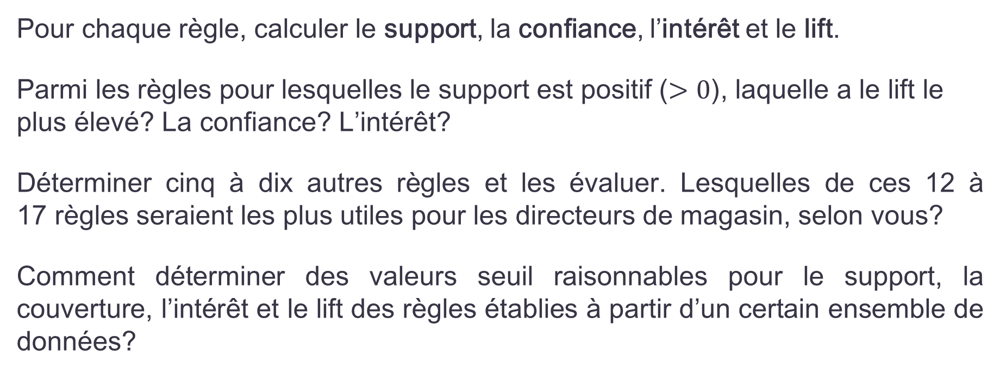 Pour chaque règle, calculer le support, la confiance, l’intérêt et le lift.
Parmi les règles pour lesquelles le support est positif (> 0), laquelle a le lift le
plus élevé? La confiance? L’intérêt?
Déterminer cinq à dix autres règles et les évaluer. Lesquelles de ces 12 à
17 règles seraient les plus utiles pour les directeurs de magasin, selon vous?
Comment déterminer des valeurs seuil raisonnables pour le support, la
couverture, l’intérêt et le lift des règles établies à partir d’un certain ensemble de
données?